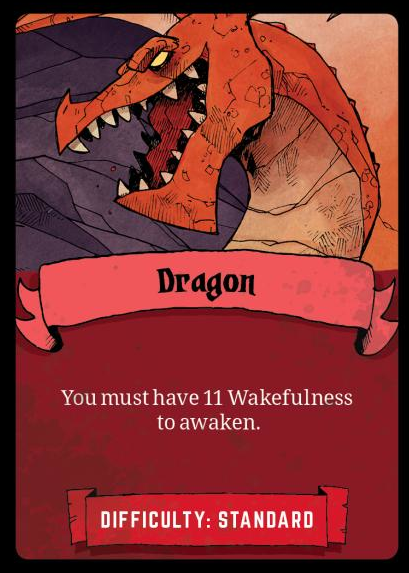 Dragon
You must have 11 Wakefulness
to awaken.
DIFFICULTY: STANDARD